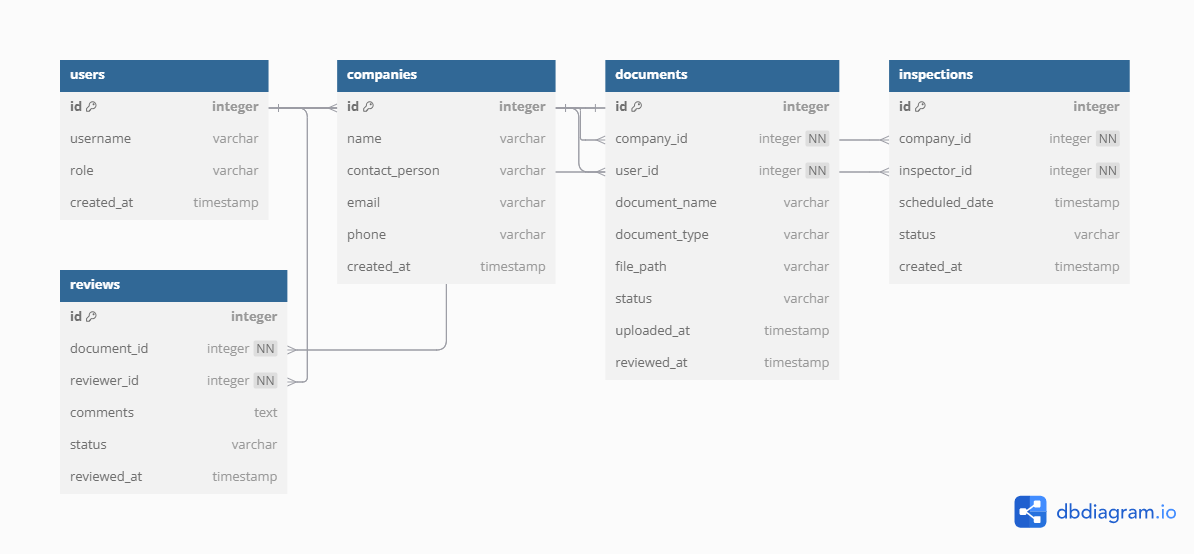 users
id integer
username varchar
role varchar
created_at timestamp
companies
id integer
name varchar
contact_person varchar
email varchar
phone varchar
created_at timestamp
documents
id integer
company_id integer NN
user_id integer NN
document_name varchar
document_type varchar
file_path varchar
status varchar
uploaded_at timestamp
reviewed_at timestamp
inspections
id integer
company_id integer NN
inspector_id integer NN
scheduled_date timestamp
status varchar
created_at timestamp
reviews
id integer
document_id integer NN
reviewer_id integer NN
comments text
status varchar
reviewed_at timestamp
dbdiagram.io